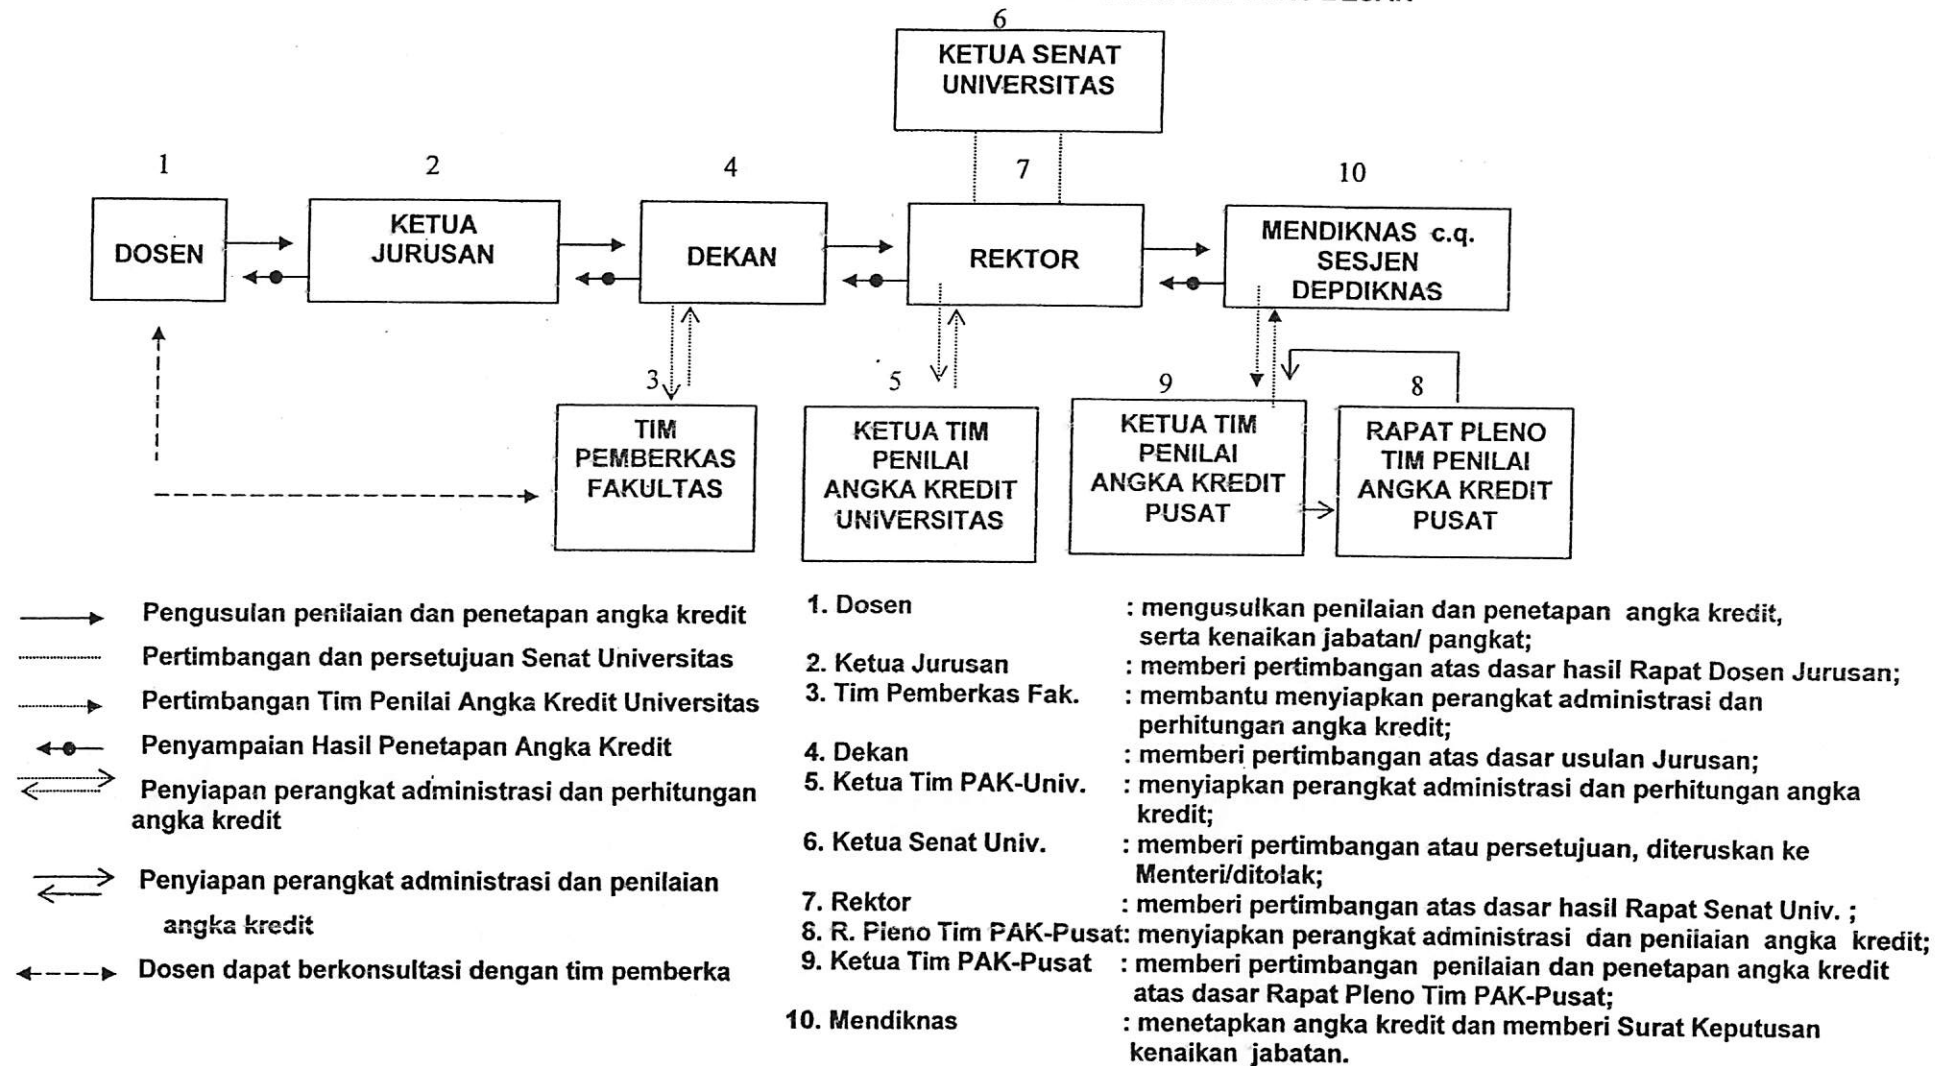 6
KETUA SENAT
UNIVERSITAS
1
2
4
7
10
DOSEN
KETUA
JURUSAN
DEKAN
REKTOR
MENDIKNAS c.q.
SESJEN
DEPDIKNAS
3
5
9
8
TIM
PEMBERKAS
FAKULTAS
KETUA TIM
PENILAI
ANGKA KREDIT
UNIVERSITAS
KETUA TIM
PENILAI
ANGKA KREDIT
PUSAT
RAPAT PLENO
TIM PENILAI
ANGKA KREDIT
PUSAT
Pengusulan penilaian dan penetapan angka kredit
Pertimbangan dan persetujuan Senat Universitas
Pertimbangan Tim Penilai Angka Kredit Universitas
Penyampaian Hasil Penetapan Angka Kredit
Penyiapan perangkat administrasi dan perhitungan
angka kredit
Penyiapan perangkat administrasi dan penilaian
angka kredit
Dosen dapat berkonsultasi dengan tim pemberka
1. Dosen : mengusulkan penilaian dan penetapan angka kredit,
serta kenaikan jabatan/ pangkat;
2. Ketua Jurusan : memberi pertimbangan atas dasar hasil Rapat Dosen Jurusan;
3. Tim Pemberkas Fak. : membantu menyiapkan perangkat administrasi dan
perhitungan angka kredit;
4. Dekan : memberi pertimbangan atas dasar usulan Jurusan;
5. Ketua Tim PAK-Univ. : menyiapkan perangkat administrasi dan perhitungan angka
kredit;
6. Ketua Senat Univ. : memberi pertimbangan atau persetujuan, diteruskan ke
Menteri/ditolak;
7. Rektor : memberi pertimbangan atas dasar hasil Rapat Senat Univ. ;
8. R. Pleno Tim PAK-Pusat: menyiapkan perangkat administrasi dan penilaian angka kredit;
9. Ketua Tim PAK-Pusat : memberi pertimbangan penilaian dan penetapan angka kredit
atas dasar Rapat Pleno Tim PAK-Pusat;
10. Mendiknas : menetapkan angka kredit dan memberi Surat Keputusan
kenaikan jabatan.